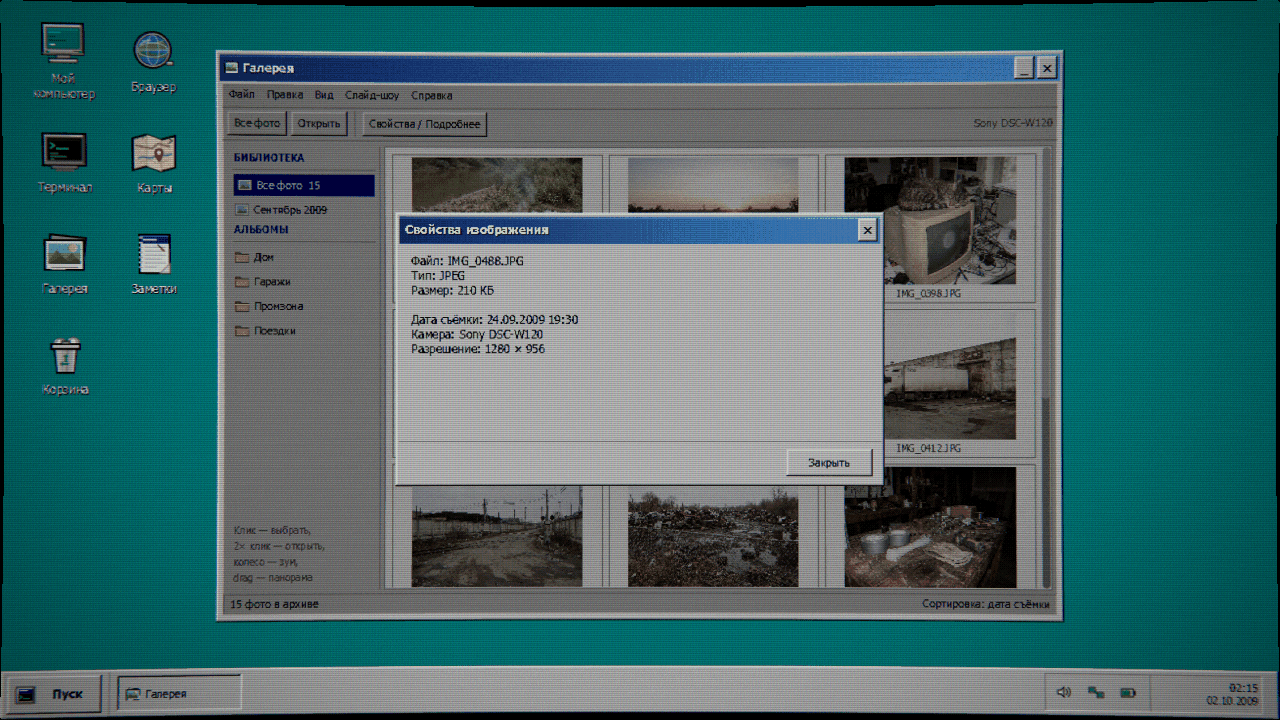 Мой
компьютер
Браузер
Терминал
Карты
Галерея
Заметки
Корзина
Галерея
Файл Правка Вид Слайд-шоу Справка
Все фото Открыть Свойства / Подробнее Sony DSC-W120
БИБЛИОТЕКА
Все фото 15
Сентябрь 2009
АЛЬБОМЫ
Дом
Гаражи
Промзона
Поездки
Клик — выбрать,
2× клик — открыть,
колесо — зум,
drag — панорама
IMG_0398.JPG
IMG_0412.JPG
Свойства изображения
Файл: IMG_0488.JPG
Тип: JPEG
Размер: 210 КБ
Дата съёмки: 24.09.2009 19:30
Камера: Sony DSC-W120
Разрешение: 1280 × 956
Закрыть
15 фото в архиве Сортировка: дата съёмки
Пуск Галерея
02:15
02.10.2009